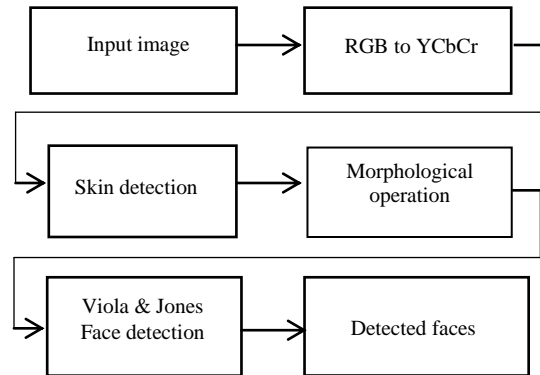 Input image
RGB to YCbCr
Skin detection
Morphological
operation
Viola & Jones
Face detection
Detected faces